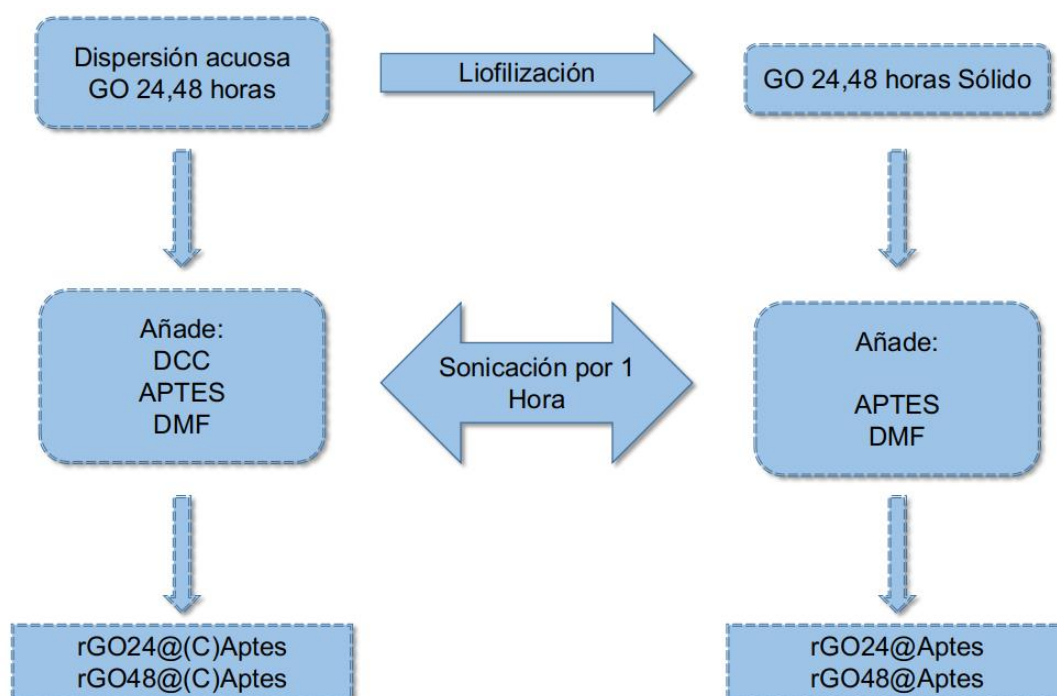 Dispersión acuosa
GO 24,48 horas
Liofilización
GO 24,48 horas Sólido
Añade:
DCC
APTES
DMF
Sonicación por 1
Hora
Añade:
APTES
DMF
rGO24@(C)Aptes
rGO48@(C)Aptes
rGO24@Aptes
rGO48@Aptes